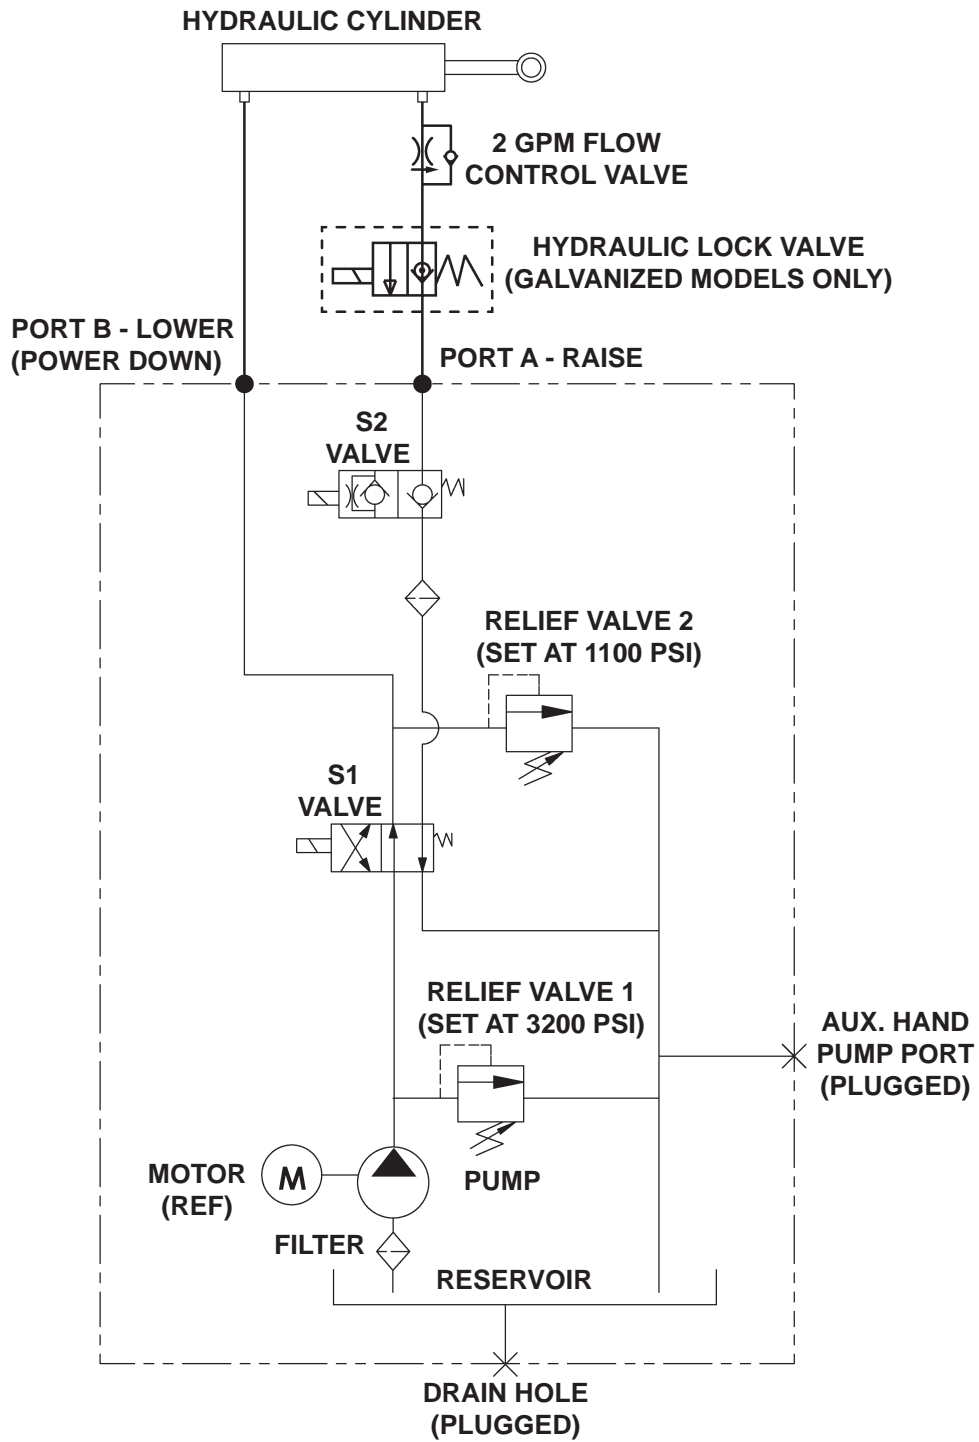 HYDRAULIC CYLINDER
2 GPM FLOW
CONTROL VALVE
HYDRAULIC LOCK VALVE
(GALVANIZED MODELS ONLY)
PORT B - LOWER
(POWER DOWN)
PORT A - RAISE
S2
VALVE
RELIEF VALVE 2
(SET AT 1100 PSI)
S1
VALVE
RELIEF VALVE 1
(SET AT 3200 PSI)
AUX. HAND
PUMP PORT
(PLUGGED)
MOTOR
(REF)
M
PUMP
FILTER
RESERVOIR
DRAIN HOLE
(PLUGGED)